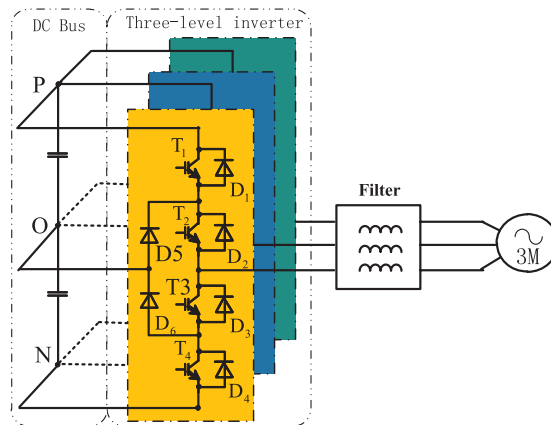 DC Bus
Three-level inverter
P
T1
D1
Filter
O
T2
D5
D2
3M
T3
D6
D3
N
T4
D4